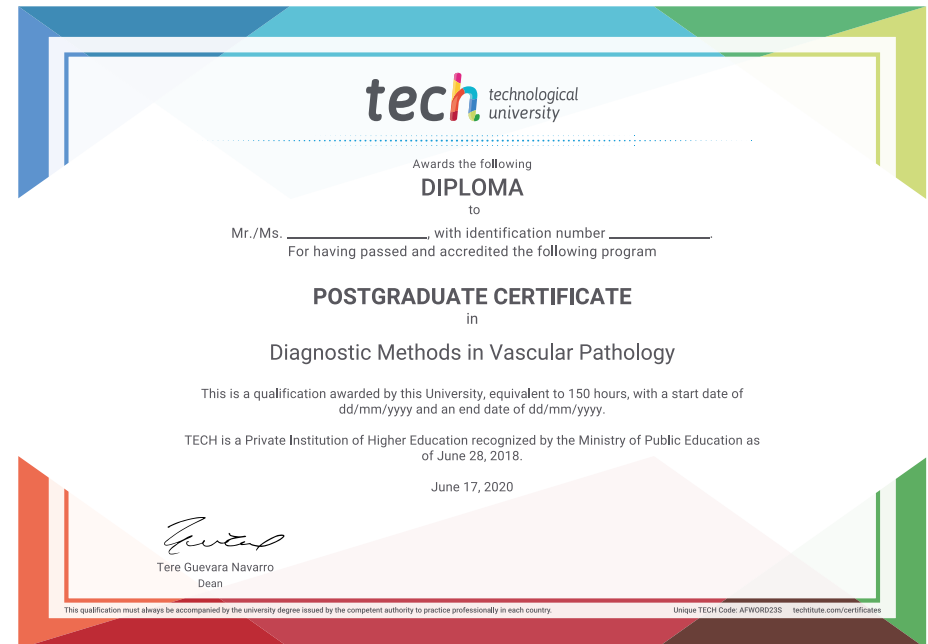 tech technological
university
Awards the following
DIPLOMA
to
Mr./Ms. ________________, with identification number ____________.
For having passed and accredited the following program
POSTGRADUATE CERTIFICATE
in
Diagnostic Methods in Vascular Pathology
This is a qualification awarded by this University, equivalent to 150 hours, with a start date of
dd/mm/yyyy and an end date of dd/mm/yyyy.
TECH is a Private Institution of Higher Education recognized by the Ministry of Public Education as
of June 28, 2018.
June 17, 2020
Tere Guevara Navarro
Dean
This qualification must always be accompanied by the university degree issued by the competent authority to practice professionally in each country.
Unique TECH Code: AFWORD23S techtitute.com/certificates